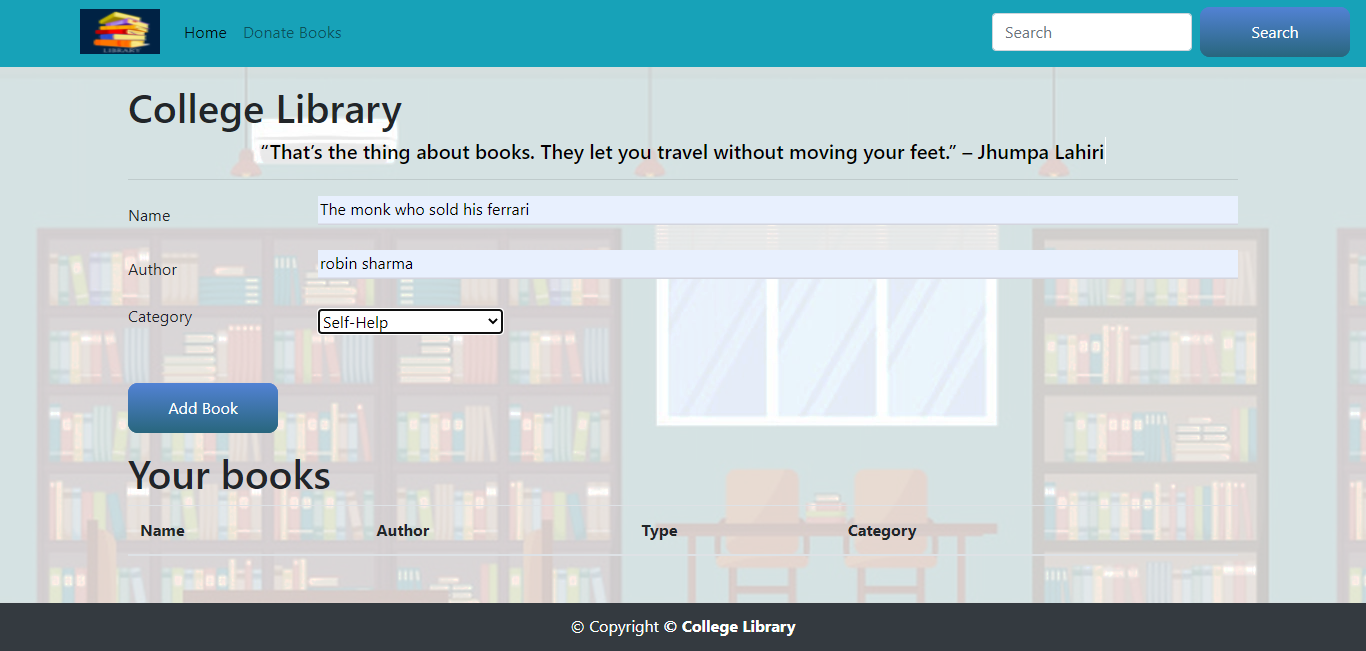 LIBRARY
Home
Donate Books
Search
Search
College Library
“That’s the thing about books. They let you travel without moving your feet.” – Jhumpa Lahiri
Name
The monk who sold his ferrari
Author
robin sharma
Category
Self-Help
Add Book
Your books
Name Author Type Category
© Copyright © College Library